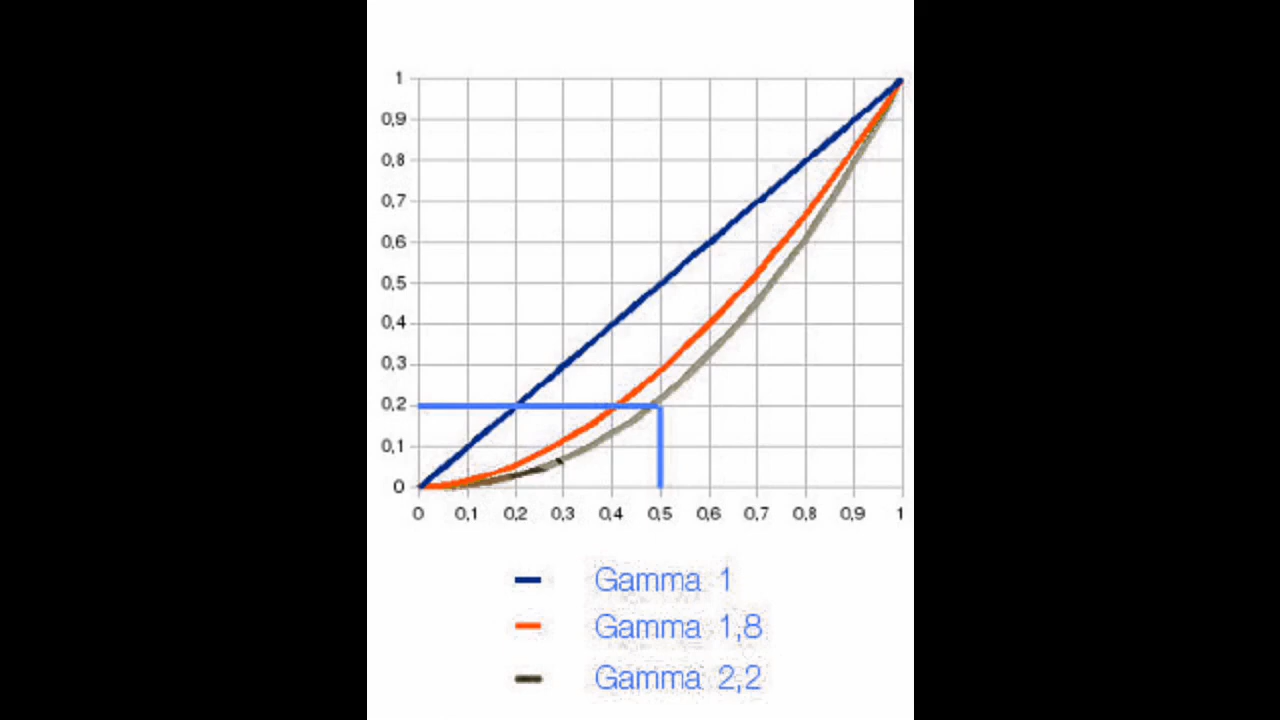 1
0,9
0,8
0,7
0,6
0,5
0,4
0,3
0,2
0,1
0
0 0,1 0,2 0,3 0,4 0,5 0,6 0,7 0,8 0,9 1
Gamma 1
Gamma 1,8
Gamma 2,2